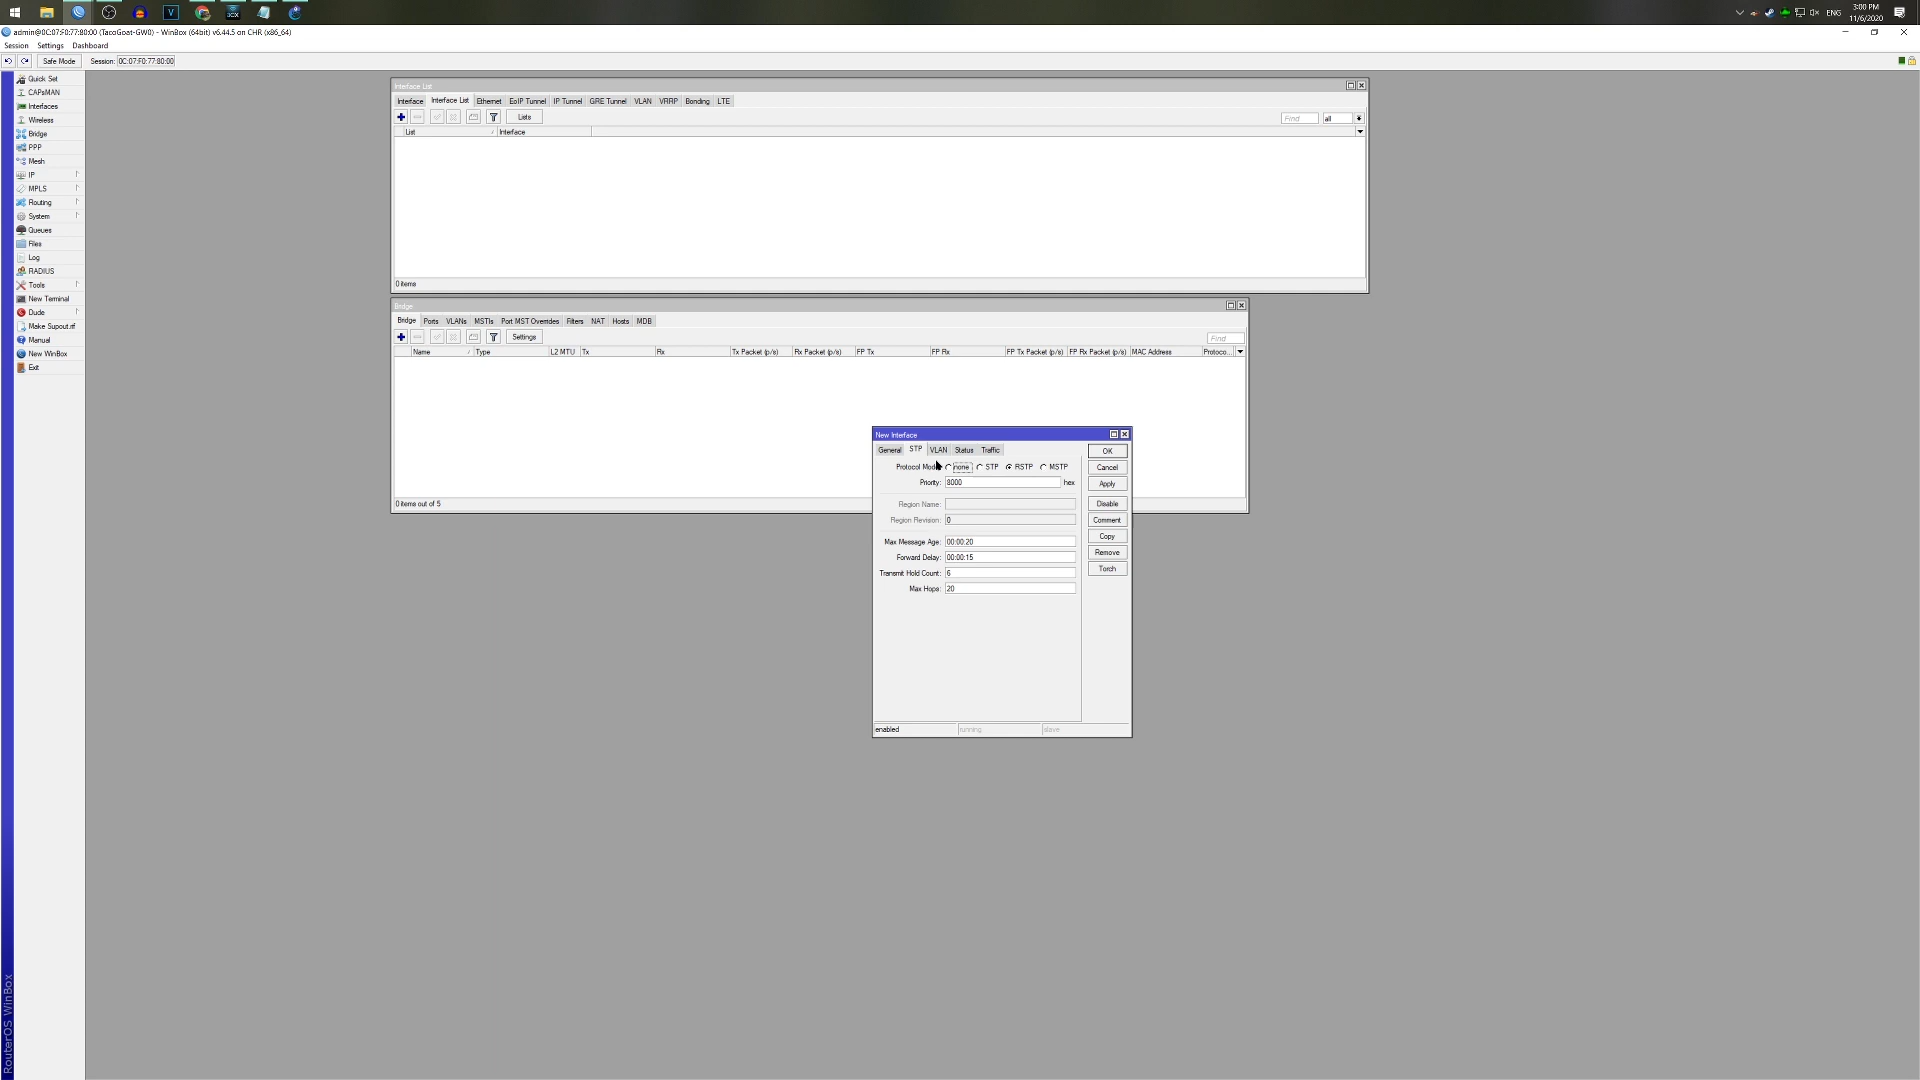 ENG
3:00 PM
11/6/2020
admin@0C:07:F0:77:80:00 (TacoGoat-GW0) - WinBox (64bit) v6.44.5 on CHR (x86_64)
Session Settings Dashboard
Safe Mode Session: 0C:07:F0:77:80:00
Quick Set
CAPsMAN
Interfaces
Wireless
Bridge
PPP
Mesh
IP
MPLS
Routing
System
Queues
Files
Log
RADIUS
Tools
New Terminal
Dude
Make Supout.rif
Manual
New WinBox
Exit
RouterOS WinBox
Interface List
Interface Interface List Ethernet EoIP Tunnel IP Tunnel GRE Tunnel VLAN VRRP Bonding LTE
Lists Find all
List Interface
0 items
Bridge
Bridge Ports VLANs MSTIs Port MST Overrides Filters NAT Hosts MDB
Settings Find
Name Type L2 MTU Tx Rx Tx Packet (p/s) Rx Packet (p/s) FP Tx FP Rx FP Tx Packet (p/s) FP Rx Packet (p/s) MAC Address Protoco...
0 items out of 5
New Interface
General STP VLAN Status Traffic
Protocol Mode: none STP RSTP MSTP
Priority: 8000 hex
Region Name:
Region Revision: 0
Max Message Age: 00:00:20
Forward Delay: 00:00:15
Transmit Hold Count: 6
Max Hops: 20
OK
Cancel
Apply
Disable
Comment
Copy
Remove
Torch
enabled running slave